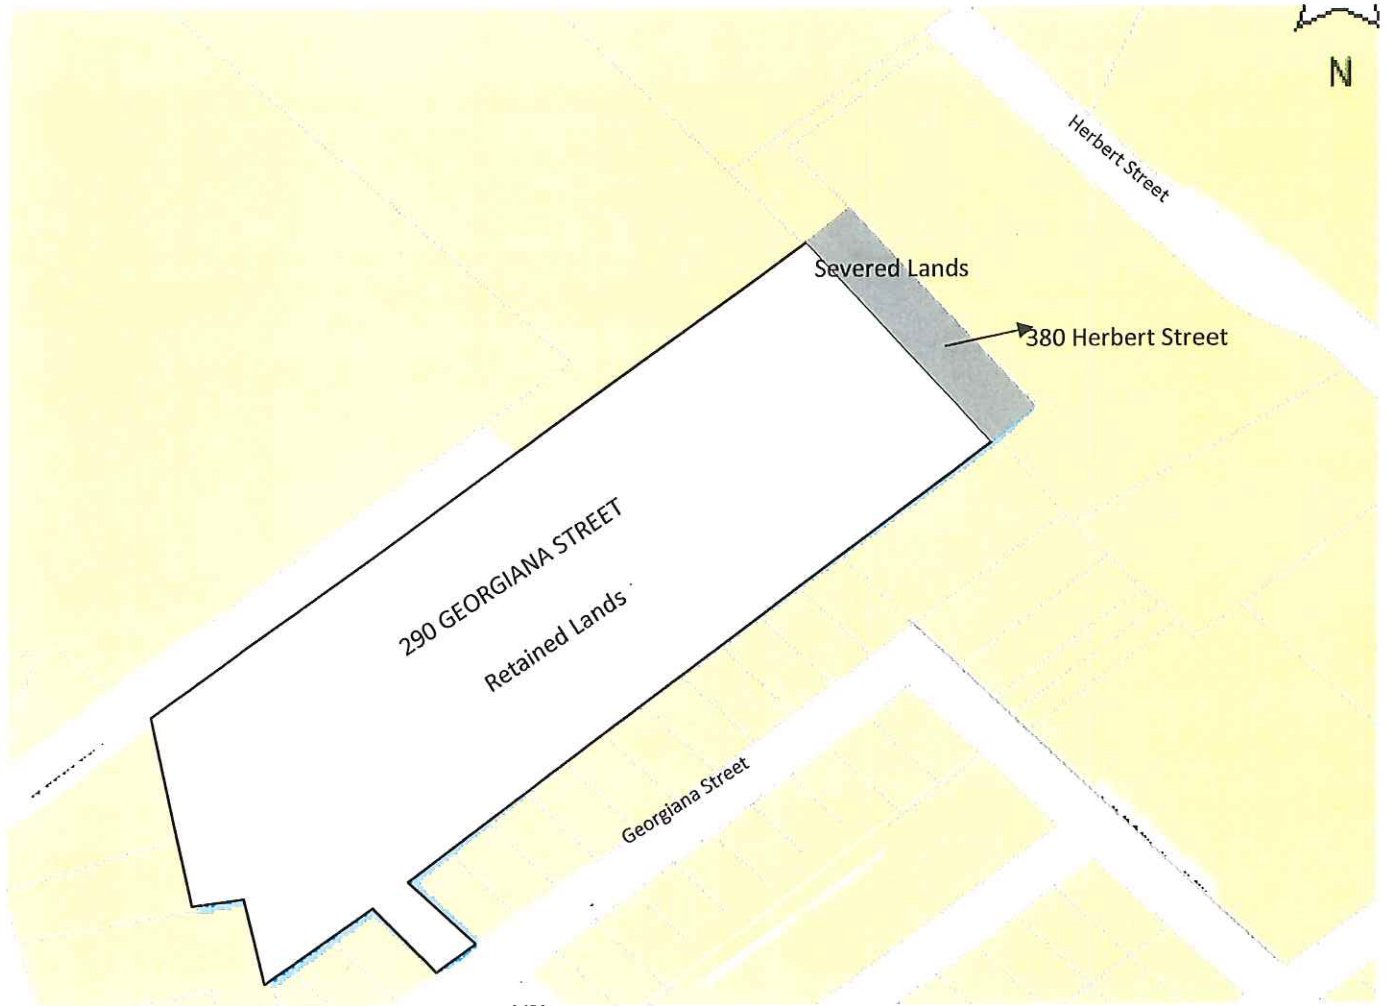 N
Herbert Street
Severed Lands
380 Herbert Street
290 GEORGIANA STREET
Retained Lands
Georgiana Street